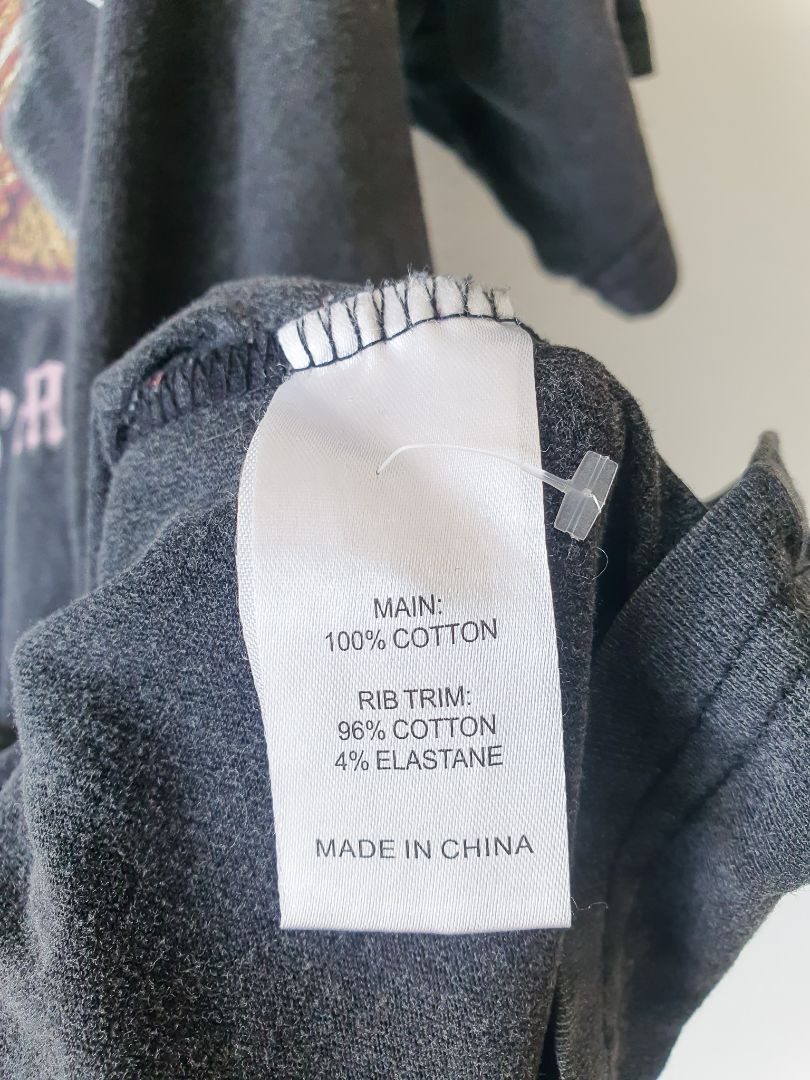 MAIN:
100% COTTON
RIB TRIM:
96% COTTON
4% ELASTANE
MADE IN CHINA